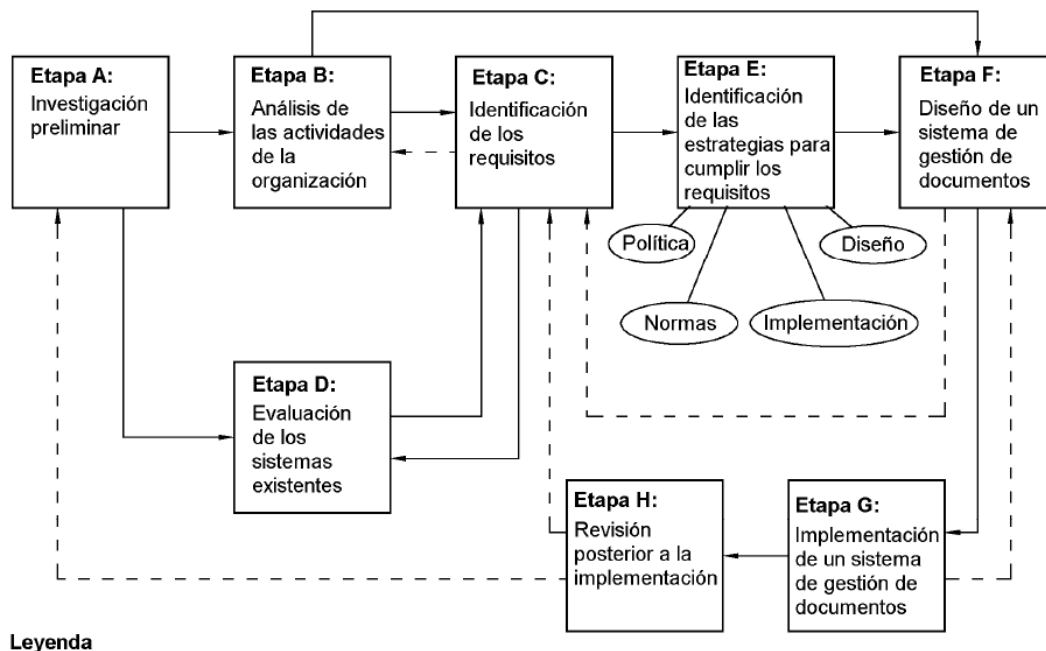 Etapa A:
Investigación
preliminar
Etapa B:
Análisis de
las actividades
de la
organización
Etapa C:
Identificación
de los
requisitos
Etapa E:
Identificación
de las
estrategias para
cumplir los
requisitos
Etapa F:
Diseño de un
sistema de
gestión de
documentos
Política
Diseño
Normas
Implementación
Etapa D:
Evaluación
de los
sistemas
existentes
Etapa H:
Revisión
posterior a la
implementación
Etapa G:
Implementación
de un sistema
de gestión de
documentos
Leyenda